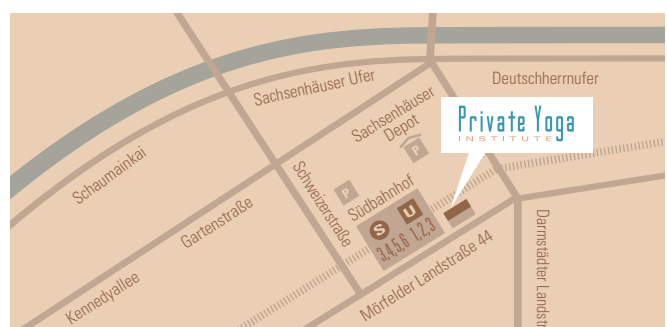 Sachsenhäuser Ufer
Deutschherrnufer
Schaumainkai
Sachsenhäuser
Depot
P
Private Yoga
INSTITUTE
P
Schweizerstraße
Südbahnhof
Gartenstraße
S U
3,4,5,6 1,2,3
Kennedyallee
Mörfelder Landstraße 44
Darmstädter Landstr